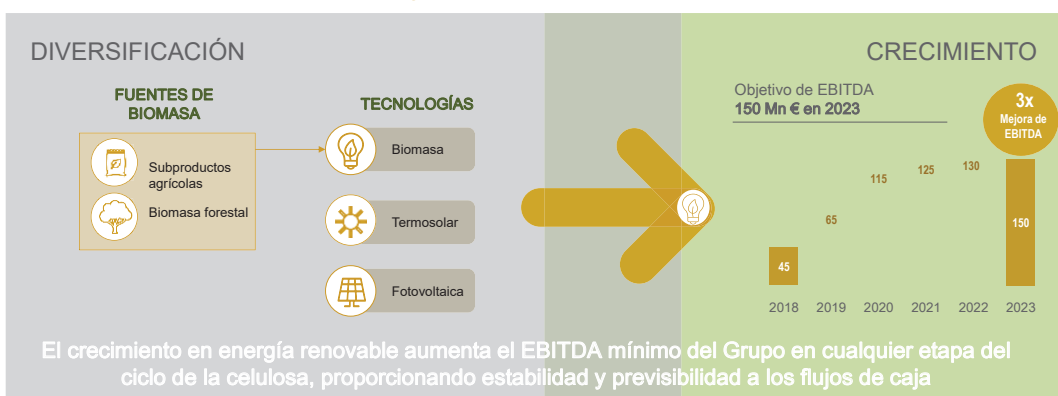 DIVERSIFICACIÓN
FUENTES DE
BIOMASA
Subproductos
agrícolas
Biomasa forestal
TECNOLOGÍAS
Biomasa
Termosolar
Fotovoltaica
CRECIMIENTO
Objetivo de EBITDA
150 Mn € en 2023
3x
Mejora de
EBITDA
45
65
115
125
130
150
2018 2019 2020 2021 2022 2023
El crecimiento en energía renovable aumenta el EBITDA mínimo del Grupo en cualquier etapa del
ciclo de la celulosa, proporcionando estabilidad y previsibilidad a los flujos de caja